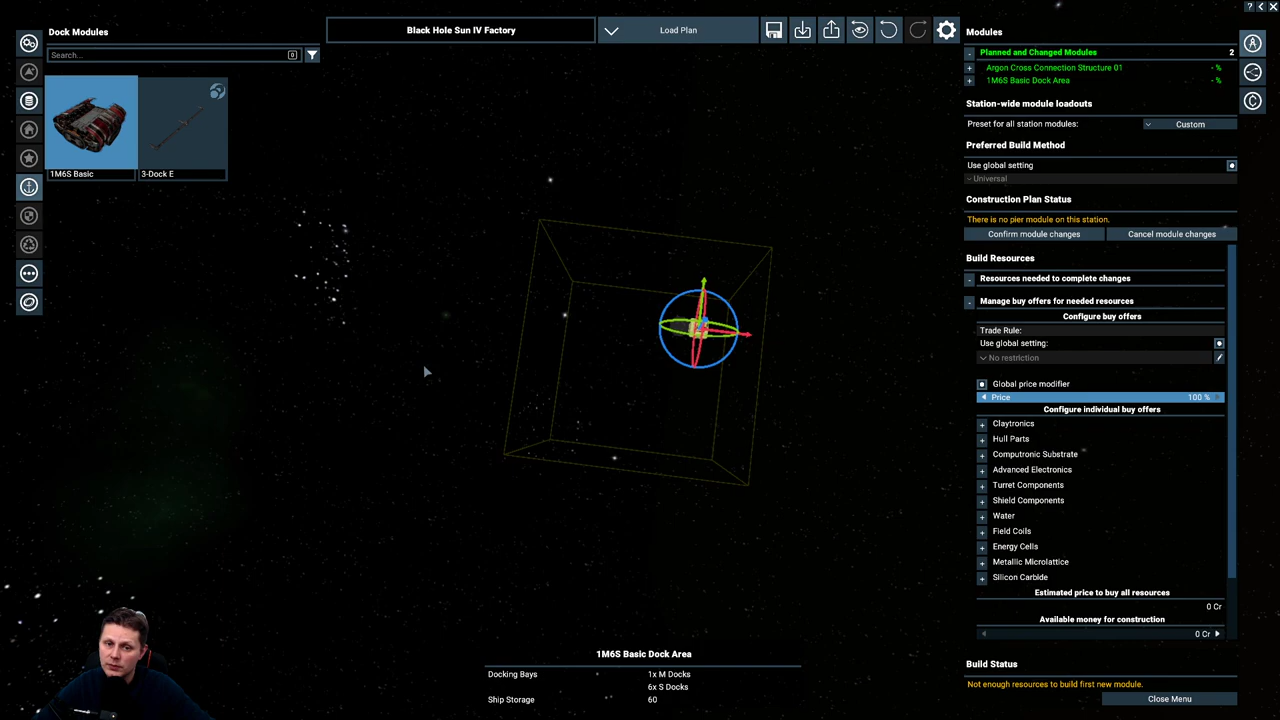 Dock Modules
Black Hole Sun IV Factory
Load Plan
Search...
0
1M6S Basic
3-Dock E
Modules
Planned and Changed Modules 2
Argon Cross Connection Structure 01 - %
1M6S Basic Dock Area - %
Station-wide module loadouts
Preset for all station modules: Custom
Preferred Build Method
Use global setting
Universal
Construction Plan Status
There is no pier module on this station.
Confirm module changes Cancel module changes
Build Resources
Resources needed to complete changes
Manage buy offers for needed resources
Configure buy offers
Trade Rule:
Use global setting:
No restriction
Global price modifier
Price 100 %
Configure individual buy offers
Claytronics
Hull Parts
Computronic Substrate
Advanced Electronics
Turret Components
Shield Components
Water
Field Coils
Energy Cells
Metallic Microlattice
Silicon Carbide
Estimated price to buy all resources
0 Cr
Available money for construction
0 Cr
Build Status
Not enough resources to build first new module.
Close Menu
1M6S Basic Dock Area
Docking Bays 1x M Docks
6x S Docks
Ship Storage 60